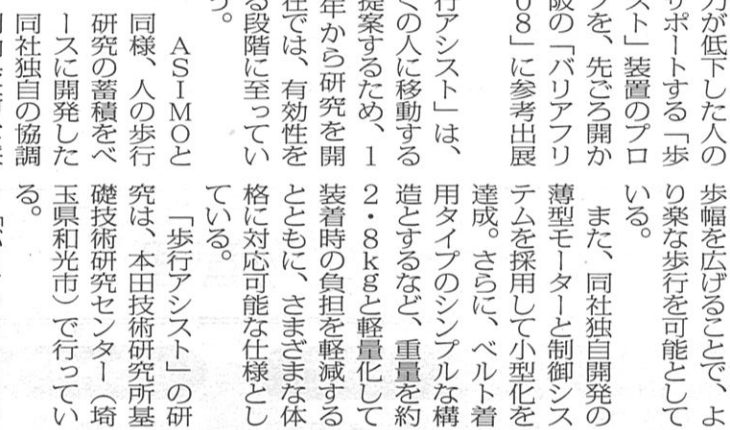 力が低下した人の
サポートする「歩
スト」装置のプロ
プを、先ごろ開か
阪の「バリアフリ
08」に参考出展
行アシスト」は、
くの人に移動する
提案するため、1
年から研究を開
社では、有効性を
る段階に至ってい
う。
ASIMOと
同様、人の歩行
研究の蓄積をベ
ースに開発した
同社独自の協調
歩幅を広げることで、よ
り楽な歩行を可能として
いる。
また、同社独自開発の
薄型モーターと制御シス
テムを採用して小型化を
達成。さらに、ベルト着
用タイプのシンプルな構
造とするなど、重量を約
2・8kgと軽量化して
装着時の負担を軽減する
とともに、さまざまな体
格に対応可能な仕様とし
ている。
「歩行アシスト」の研
究は、本田技術研究所基
礎技術研究センター（埼
玉県和光市）で行ってい
る。